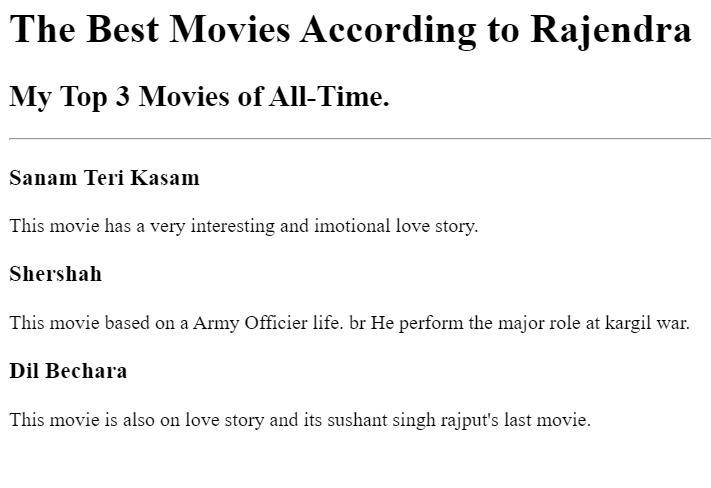 The Best Movies According to Rajendra
My Top 3 Movies of All-Time.
Sanam Teri Kasam
This movie has a very interesting and imotional love story.
Shershah
This movie based on a Army Officier life. br He perform the major role at kargil war.
Dil Bechara
This movie is also on love story and its sushant singh rajput's last movie.